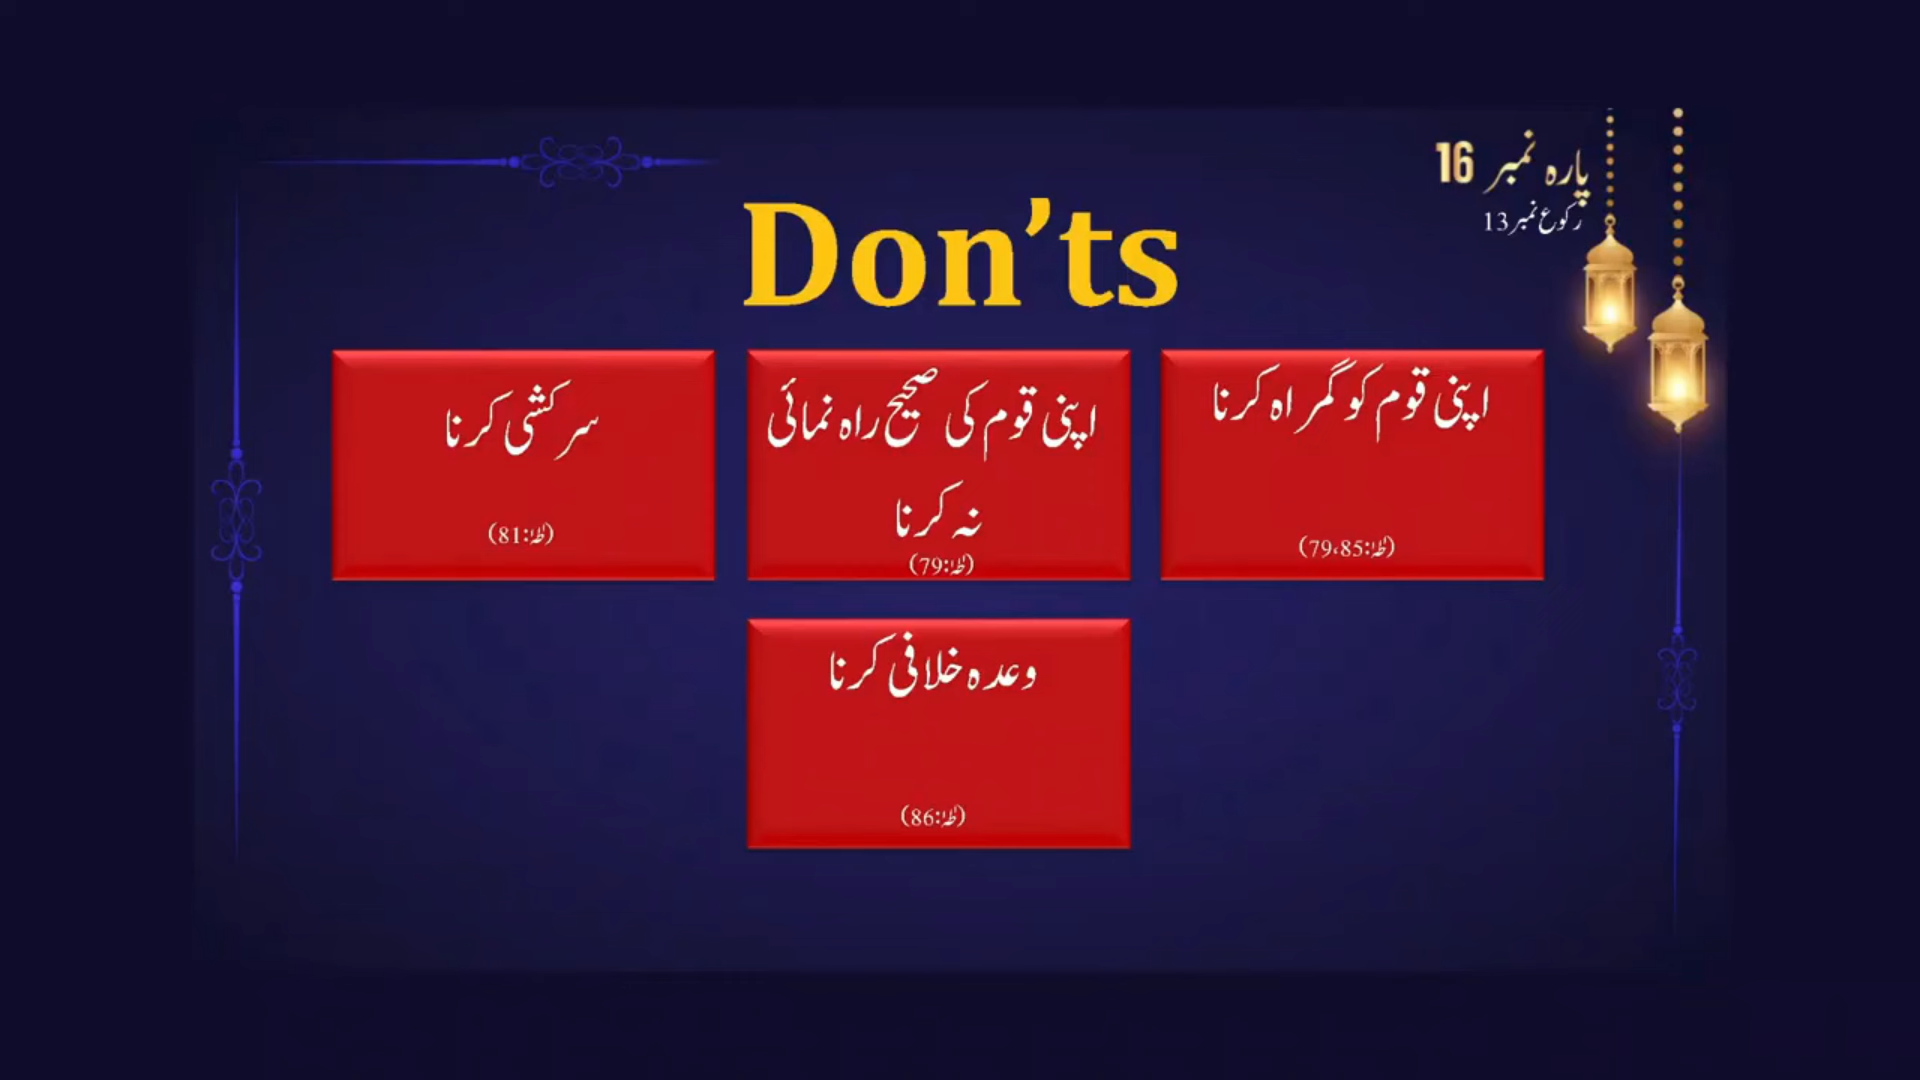 پارہ نمبر 16
رکوع نمبر 13
Don’ts
اپنی قوم کو گمراہ کرنا
(طٰہٰ:79،85)
اپنی قوم کی صحیح راہ نمائی
نہ کرنا
(طٰہٰ:79)
سرکشی کرنا
(طٰہٰ:81)
وعدہ خلافی کرنا
(طٰہٰ:86)